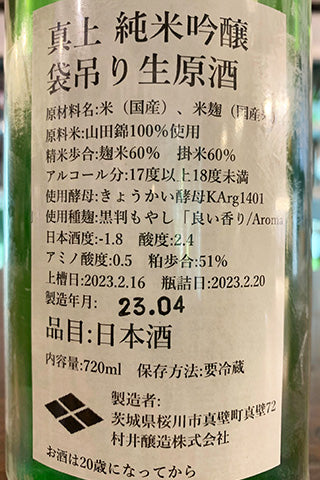 真上 純米吟醸
袋吊り生原酒
原材料名:米(国産)、米麹(国産
原料米:山田錦100%使用
精米歩合:麹米60% 掛米60%
アルコール分:17度以上18度未満
使用酵母:きょうかい酵母KArg1401
使用種麹:黒判もやし「良い香り/Aroma
日本酒度:-1.8 酸度:2.4
アミノ酸度:0.5 粕歩合:51%
上槽日:2023.2.16 瓶詰日:2023.2.20
製造年月: 23.04
品目:日本酒
内容量:720ml 保存方法:要冷蔵
製造者:
茨城県桜川市真壁町真壁72
村井醸造株式会社
お酒は20歳になってから